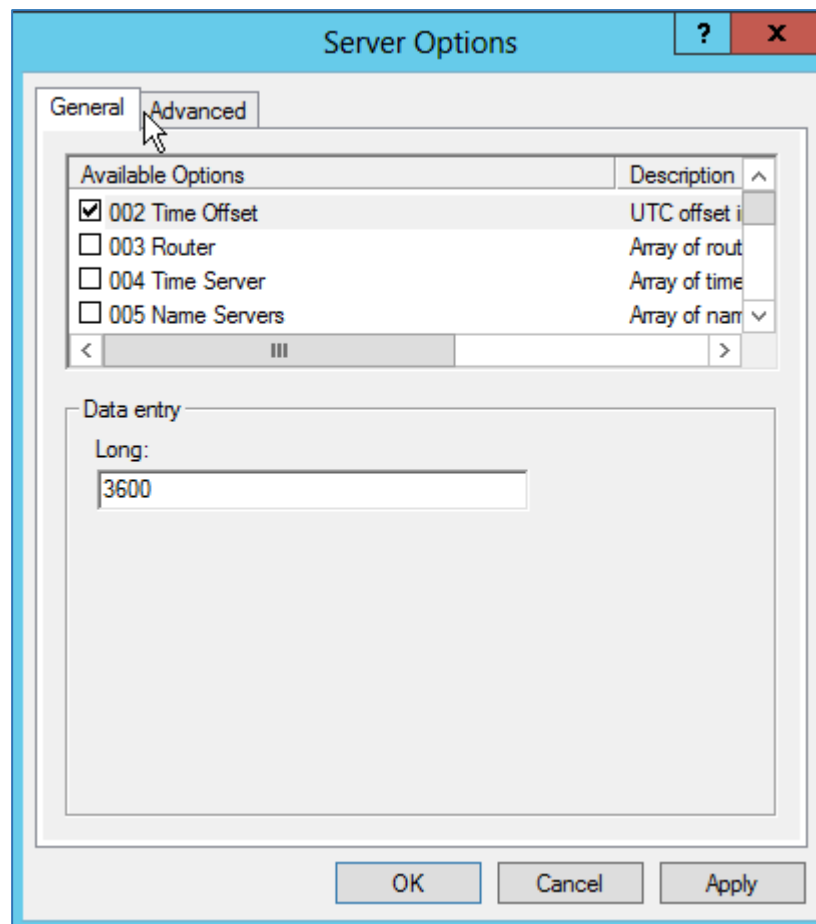 Server Options
? x
General Advanced
Available Options Description
002 Time Offset UTC offset i
003 Router Array of rout
004 Time Server Array of time
005 Name Servers Array of nam
Data entry
Long:
3600
OK Cancel Apply